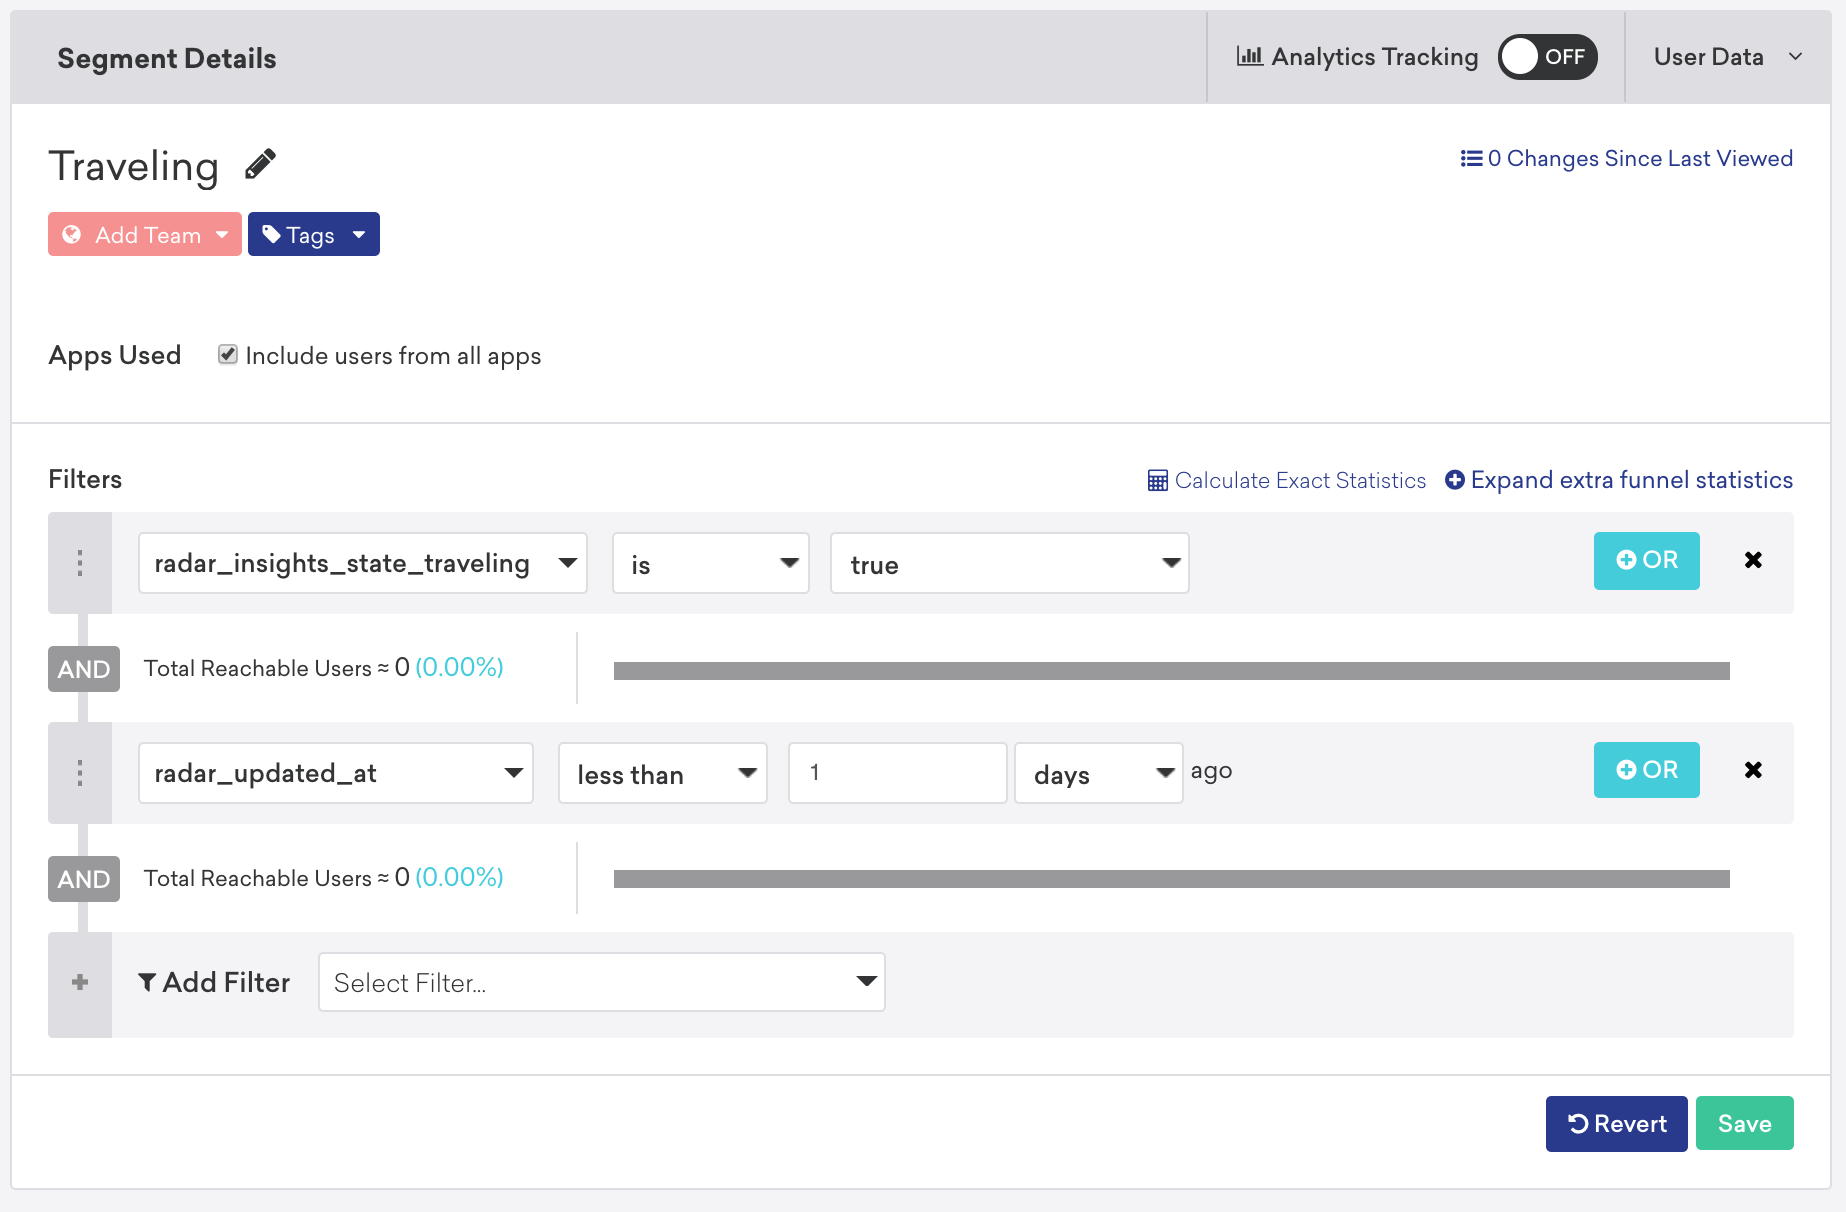 Segment Details
Analytics Tracking OFF
User Data
Traveling
0 Changes Since Last Viewed
Add Team
Tags
Apps Used
Include users from all apps
Filters
Calculate Exact Statistics
Expand extra funnel statistics
radar_insights_state_traveling is true OR
AND Total Reachable Users ≈ 0 (0.00%)
radar_updated_at less than 1 days ago OR
AND Total Reachable Users ≈ 0 (0.00%)
Add Filter Select Filter...
Revert Save